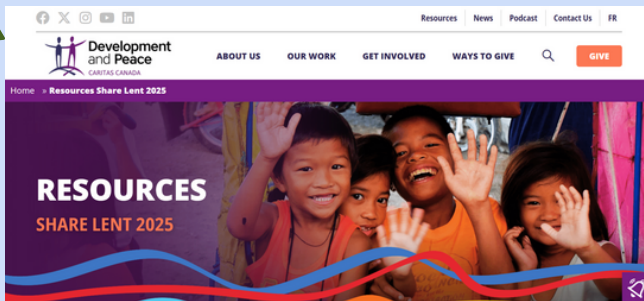 Resources News Podcast Contact Us FR
Development
and Peace
CARITAS CANADA
ABOUT US OUR WORK GET INVOLVED WAYS TO GIVE GIVE
Home » Resources Share Lent 2025
RESOURCES
SHARE LENT 2025